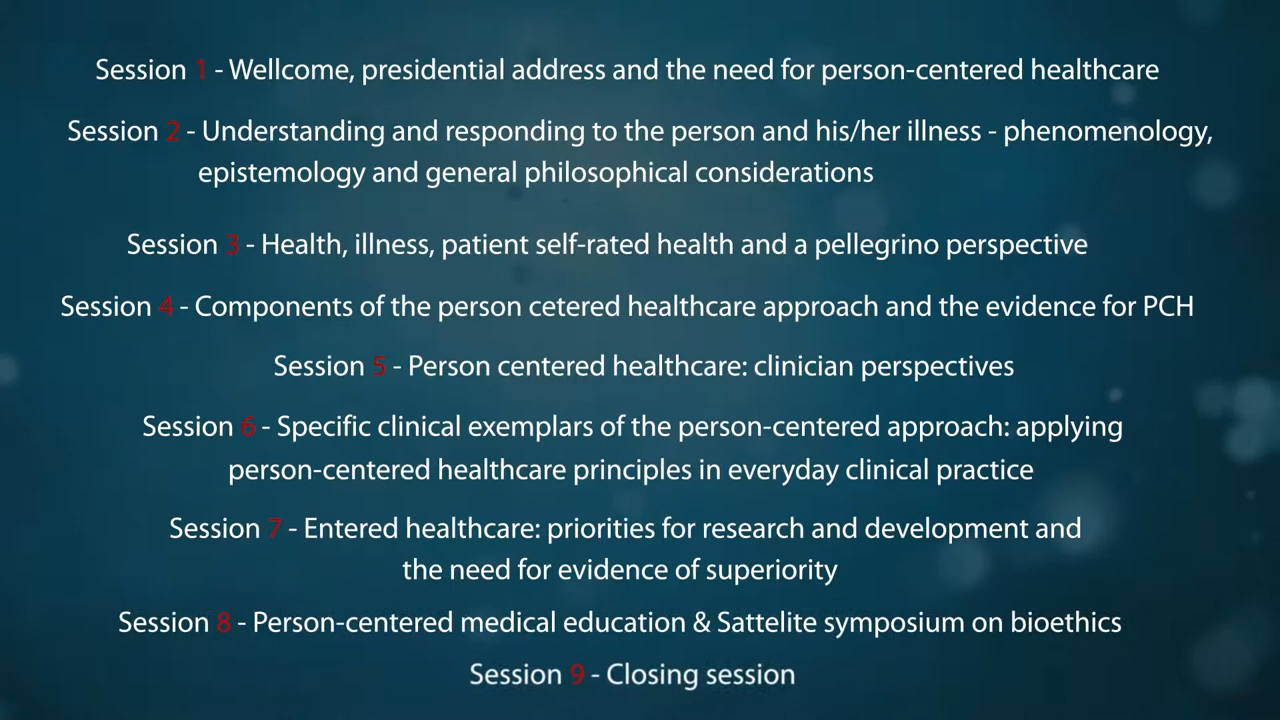 Session 1 - Wellcome, presidential address and the need for person-centered healthcare
Session 2 - Understanding and responding to the person and his/her illness - phenomenology,
epistemology and general philosophical considerations
Session 3 - Health, illness, patient self-rated health and a pellegrino perspective
Session 4 - Components of the person cetered healthcare approach and the evidence for PCH
Session 5 - Person centered healthcare: clinician perspectives
Session 6 - Specific clinical exemplars of the person-centered approach: applying
person-centered healthcare principles in everyday clinical practice
Session 7 - Entered healthcare: priorities for research and development and
the need for evidence of superiority
Session 8 - Person-centered medical education & Sattelite symposium on bioethics
Session 9 - Closing session